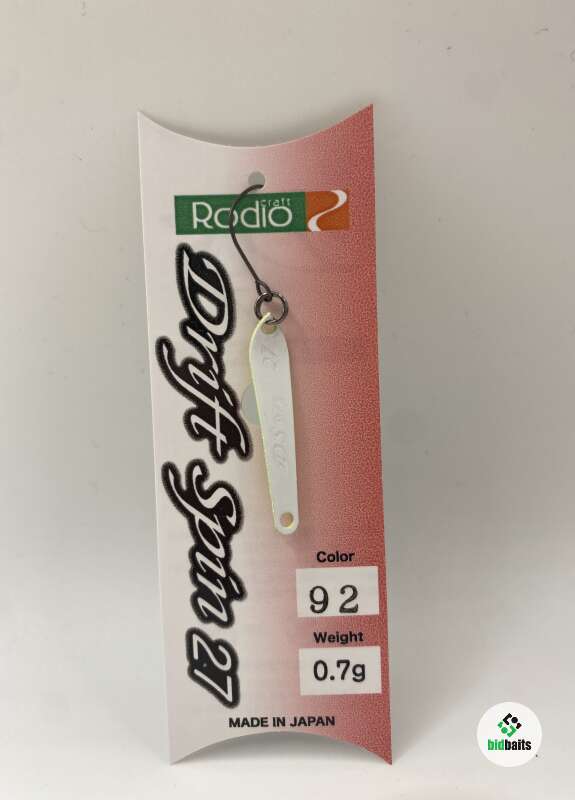 Rodio
craft
Drift Spin 27
Color
92
Weight
0.7g
MADE IN JAPAN
bidbaits